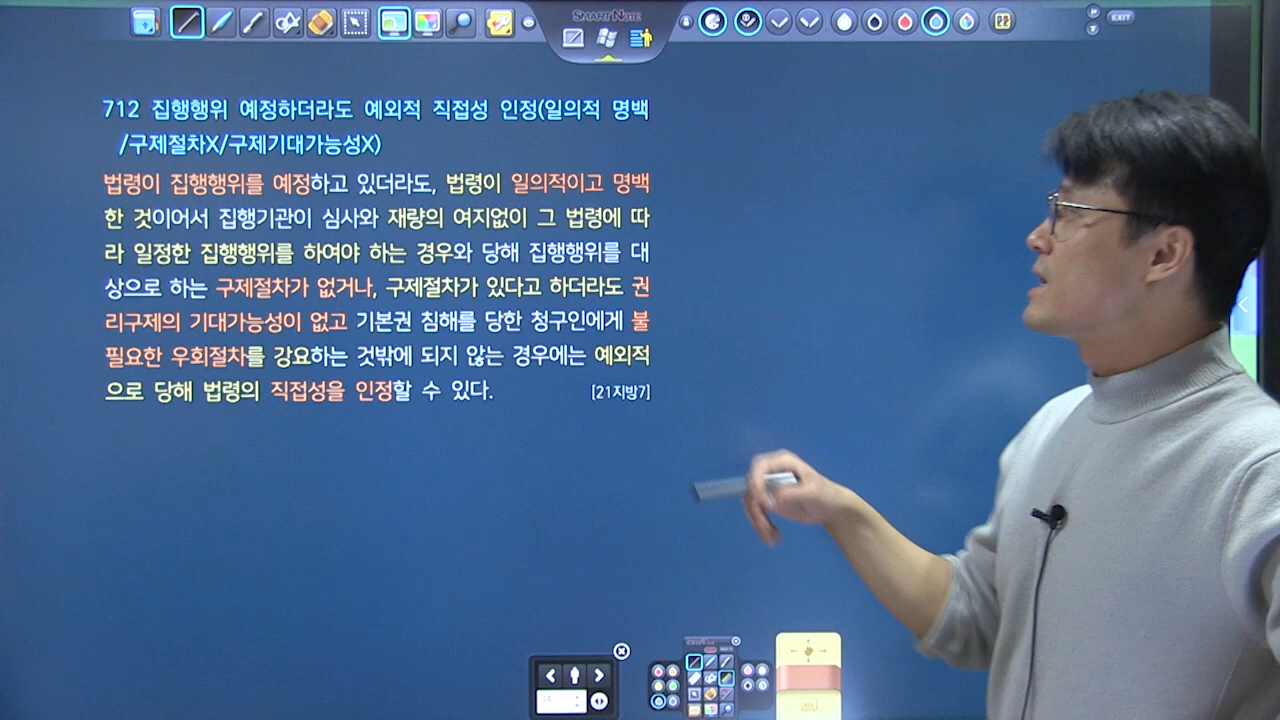 SMART NOTE
EXIT
712 집행행위 예정하더라도 예외적 직접성 인정(일의적 명백
/구제절차X/구제기대가능성X)
법령이 집행행위를 예정하고 있더라도, 법령이 일의적이고 명백
한 것이어서 집행기관이 심사와 재량의 여지없이 그 법령에 따
라 일정한 집행행위를 하여야 하는 경우와 당해 집행행위를 대
상으로 하는 구제절차가 없거나, 구제절차가 있다고 하더라도 권
리구제의 기대가능성이 없고 기본권 침해를 당한 청구인에게 불
필요한 우회절차를 강요하는 것밖에 되지 않는 경우에는 예외적
으로 당해 법령의 직접성을 인정할 수 있다. [21지방7]